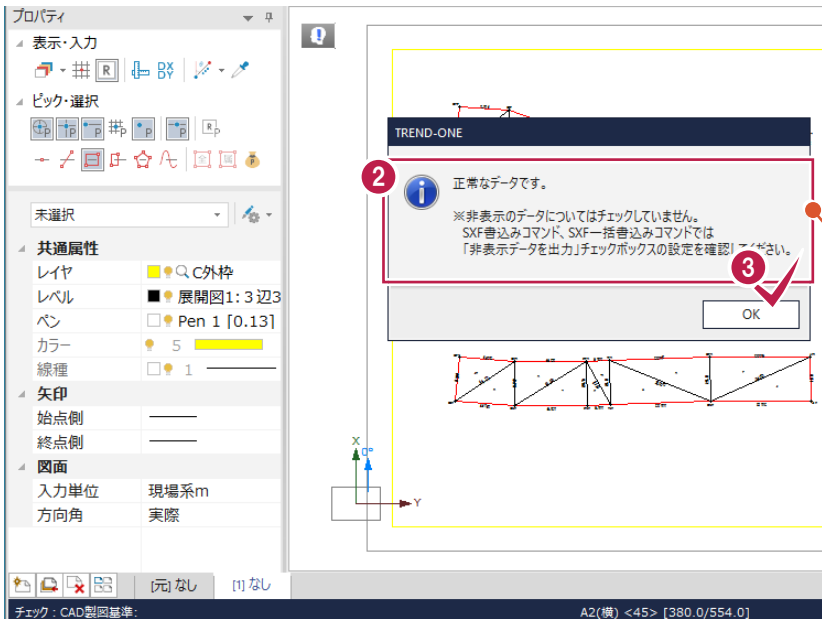 プロパティ
表示・入力
R
DX
DY
ピック・選択
P P P P P P R P
全
未選択
共通属性
レイヤ C外枠
レベル 展開図1: 3 辺3
ペン Pen 1 [0.13]
カラー 5
線種 1
矢印
始点側
終点側
図面
入力単位 現場系m
方向角 実際
[元] なし [1] なし
チェック : CAD製図基準:
A2(横) <45> [380.0/554.0]
TREND-ONE
2
正常なデータです。
※非表示のデータについてはチェックしていません。
SXF書込みコマンド、SXF一括書込みコマンドでは
「非表示データを出力」チェックボックスの設定を確認してください。
3
OK
X
0°
Y